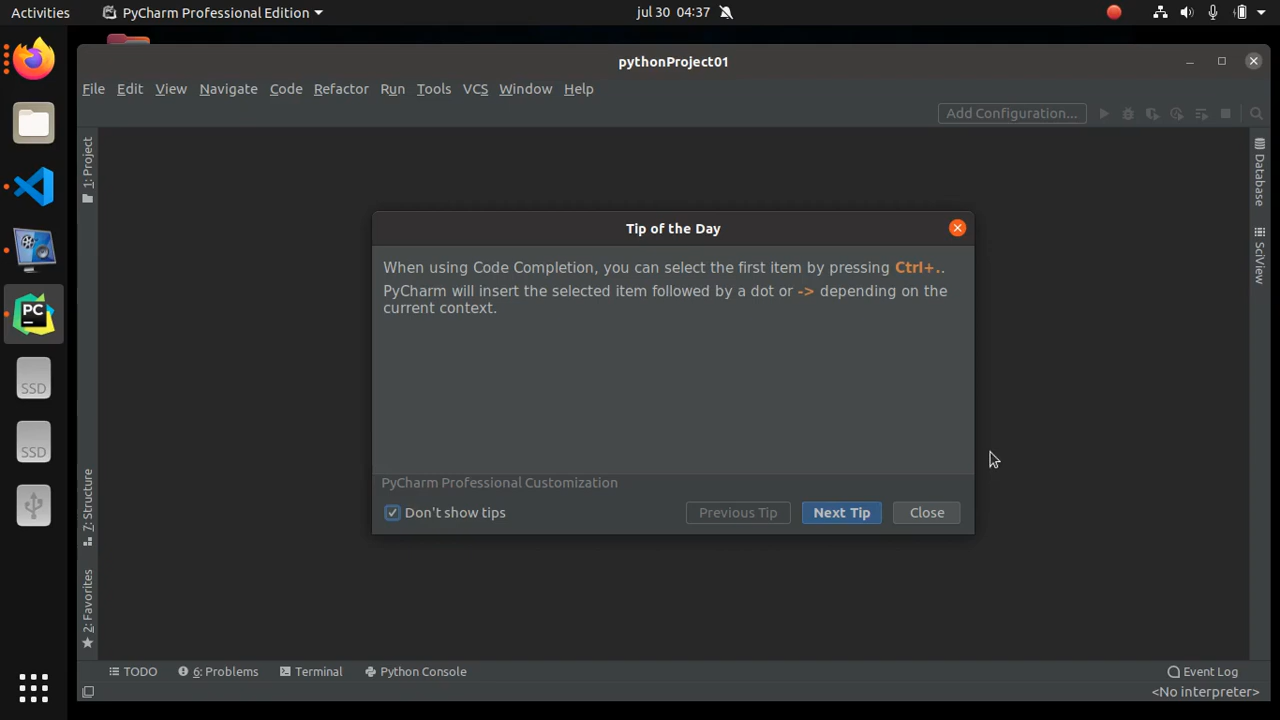 Activities
PyCharm Professional Edition
jul 30 04:37
pythonProject01
File Edit View Navigate Code Refactor Run Tools VCS Window Help
Add Configuration...
1: Project
Database
SciView
Tip of the Day
When using Code Completion, you can select the first item by pressing Ctrl+..
PyCharm will insert the selected item followed by a dot or -> depending on the
current context.
PC
SSD
SSD
PyCharm Professional Customization
Don't show tips
Previous Tip
Next Tip
Close
7: Structure
2: Favorites
TODO
6: Problems
Terminal
Python Console
Event Log
<No interpreter>